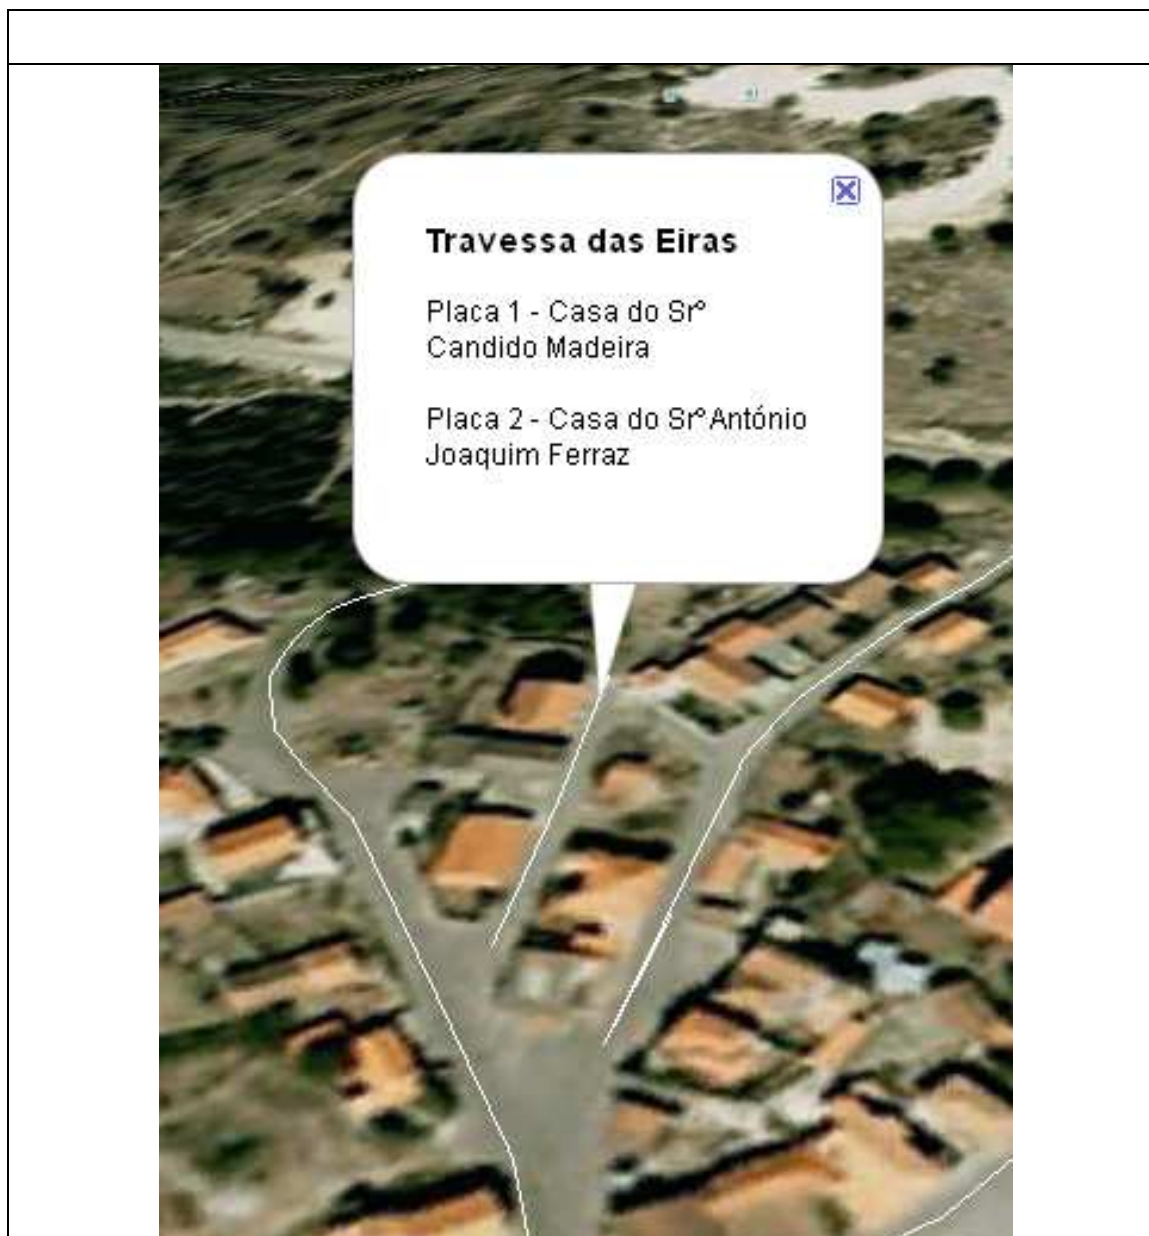 Travessa das Eiras
Placa 1 - Casa do Srº
Candido Madeira
Placa 2 - Casa do Srº António
Joaquim Ferraz